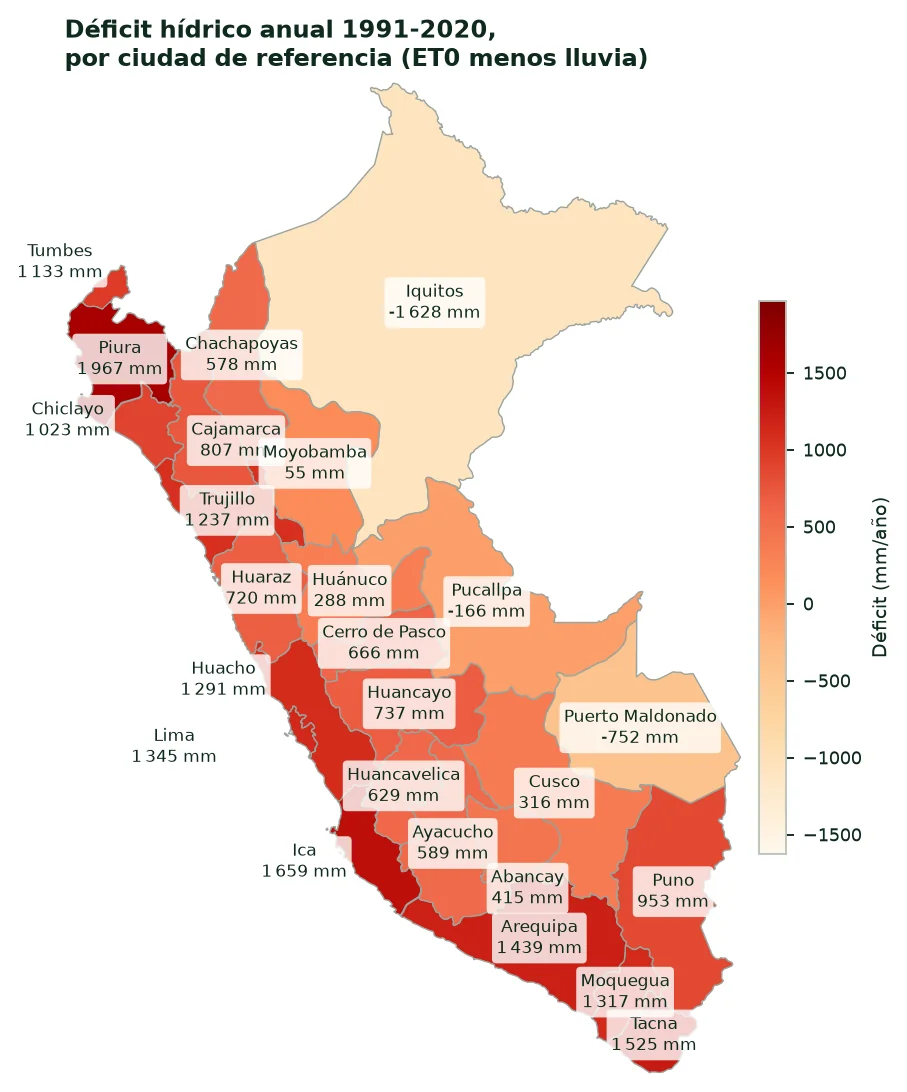 Déficit hídrico anual 1991-2020,
por ciudad de referencia (ET0 menos lluvia)
Tumbes
1 133 mm
Iquitos
-1 628 mm
Piura
1 967 mm
Chachapoyas
578 mm
Chiclayo
1 023 mm
Cajamarca
807 mm
Moyobamba
55 mm
Trujillo
1 237 mm
Huaraz
720 mm
Huánuco
288 mm
Pucallpa
-166 mm
Cerro de Pasco
666 mm
Huacho
1 291 mm
Huancayo
737 mm
Puerto Maldonado
-752 mm
Lima
1 345 mm
Huancavelica
629 mm
Cusco
316 mm
Ayacucho
589 mm
Ica
1 659 mm
Abancay
415 mm
Puno
953 mm
Arequipa
1 439 mm
Moquegua
1 317 mm
Tacna
1 525 mm
1500
1000
500
0
−500
−1000
−1500
Déficit (mm/año)